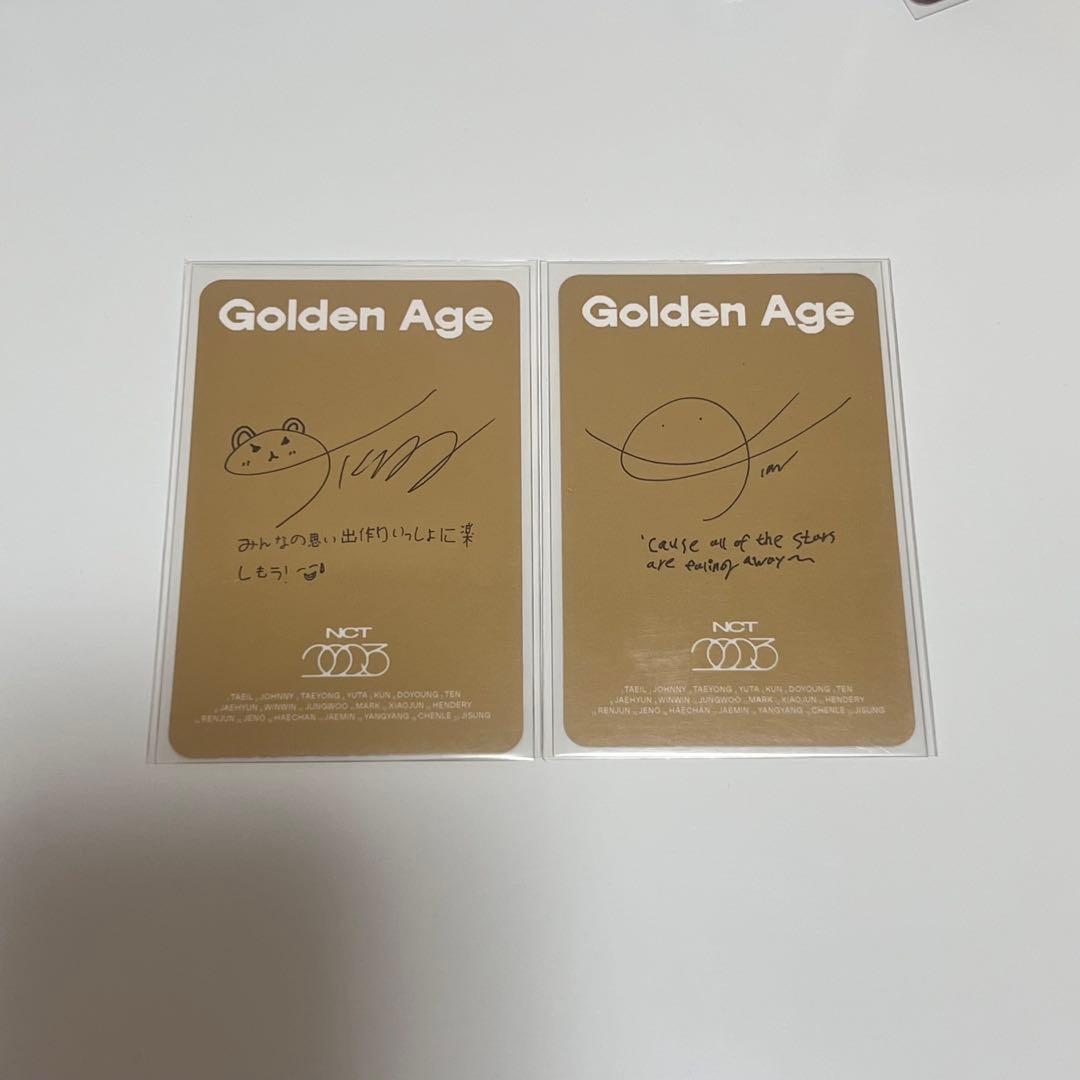 Golden Age
みんなの思い出作りいっしょに楽
しもう!
NCT
2023
TAEIL JOHNNY TAEYONG YUTA KUN DOYOUNG TEN
JAEHYUN WINWIN JUNGWOO MARK XIAOJUN HENDERY
RENJUN JENO HAECHAN JAEMIN YANGYANG CHENLE JISUNG
Golden Age
'cause all of the stars
are fading away~
NCT
2023
TAEIL JOHNNY TAEYONG YUTA KUN DOYOUNG TEN
JAEHYUN WINWIN JUNGWOO MARK XIAOJUN HENDERY
RENJUN JENO HAECHAN JAEMIN YANGYANG CHENLE JISUNG